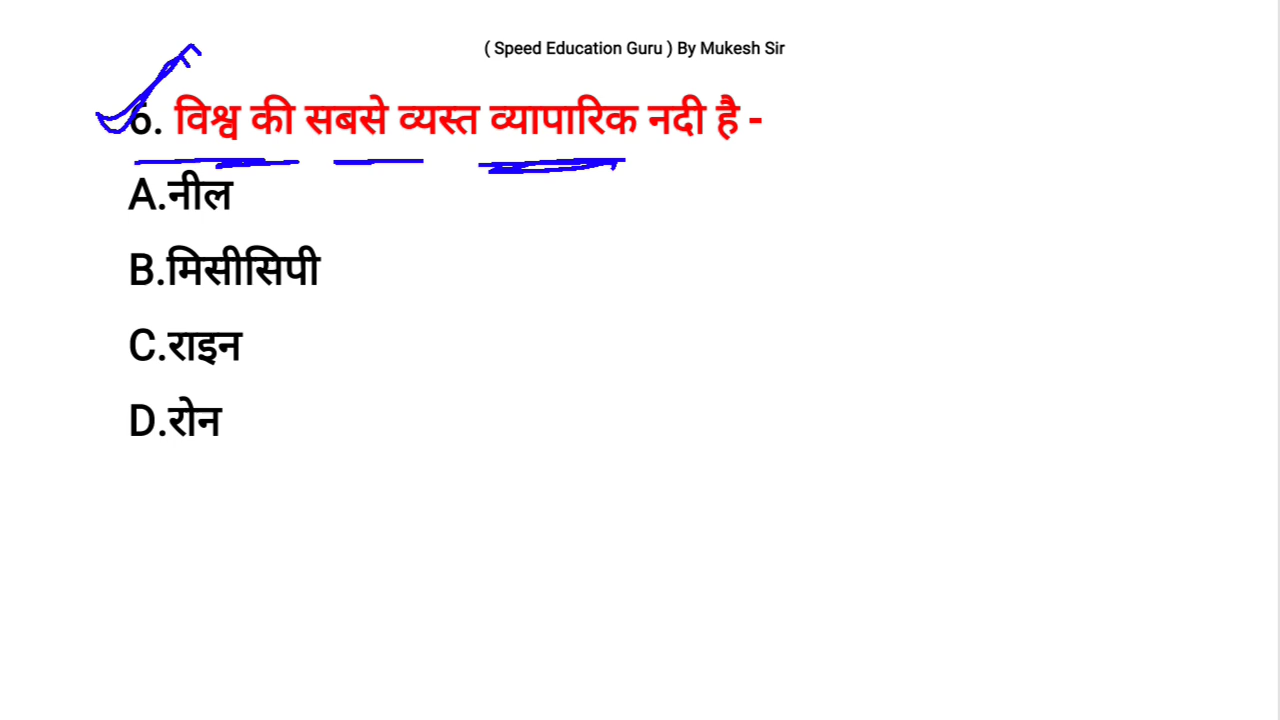 ( Speed Education Guru ) By Mukesh Sir
6. विश्व की सबसे व्यस्त व्यापारिक नदी है -
A.नील
B.मिसीसिपी
C.राइन
D.रोन